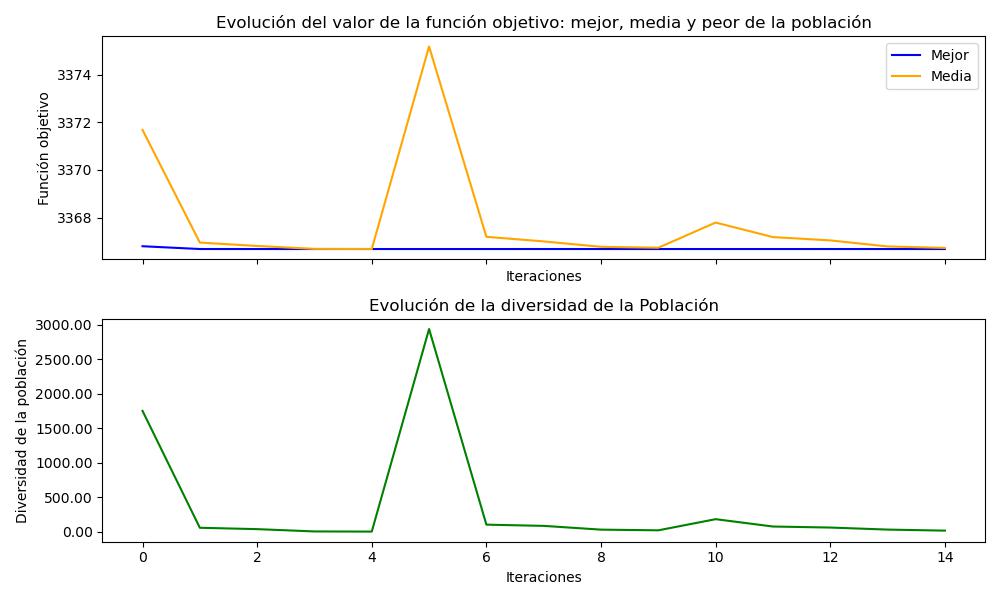 Evolución del valor de la función objetivo: mejor, media y peor de la población
Mejor
Media
Función objetivo
3374
3372
3370
3368
Iteraciones
Evolución de la diversidad de la Población
Diversidad de la población
3000.00
2500.00
2000.00
1500.00
1000.00
500.00
0.00
0 2 4 6 8 10 12 14
Iteraciones